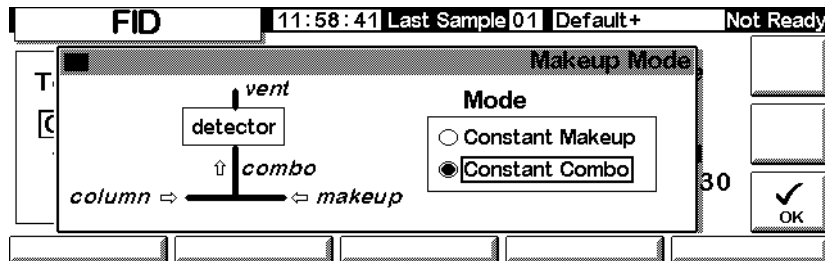 FID 11:58:41 Last Sample 01 Default+ Not Ready
Makeup Mode
vent
detector
combo
column ⇨ ⇦ makeup
Mode
Constant Makeup
Constant Combo
30
OK